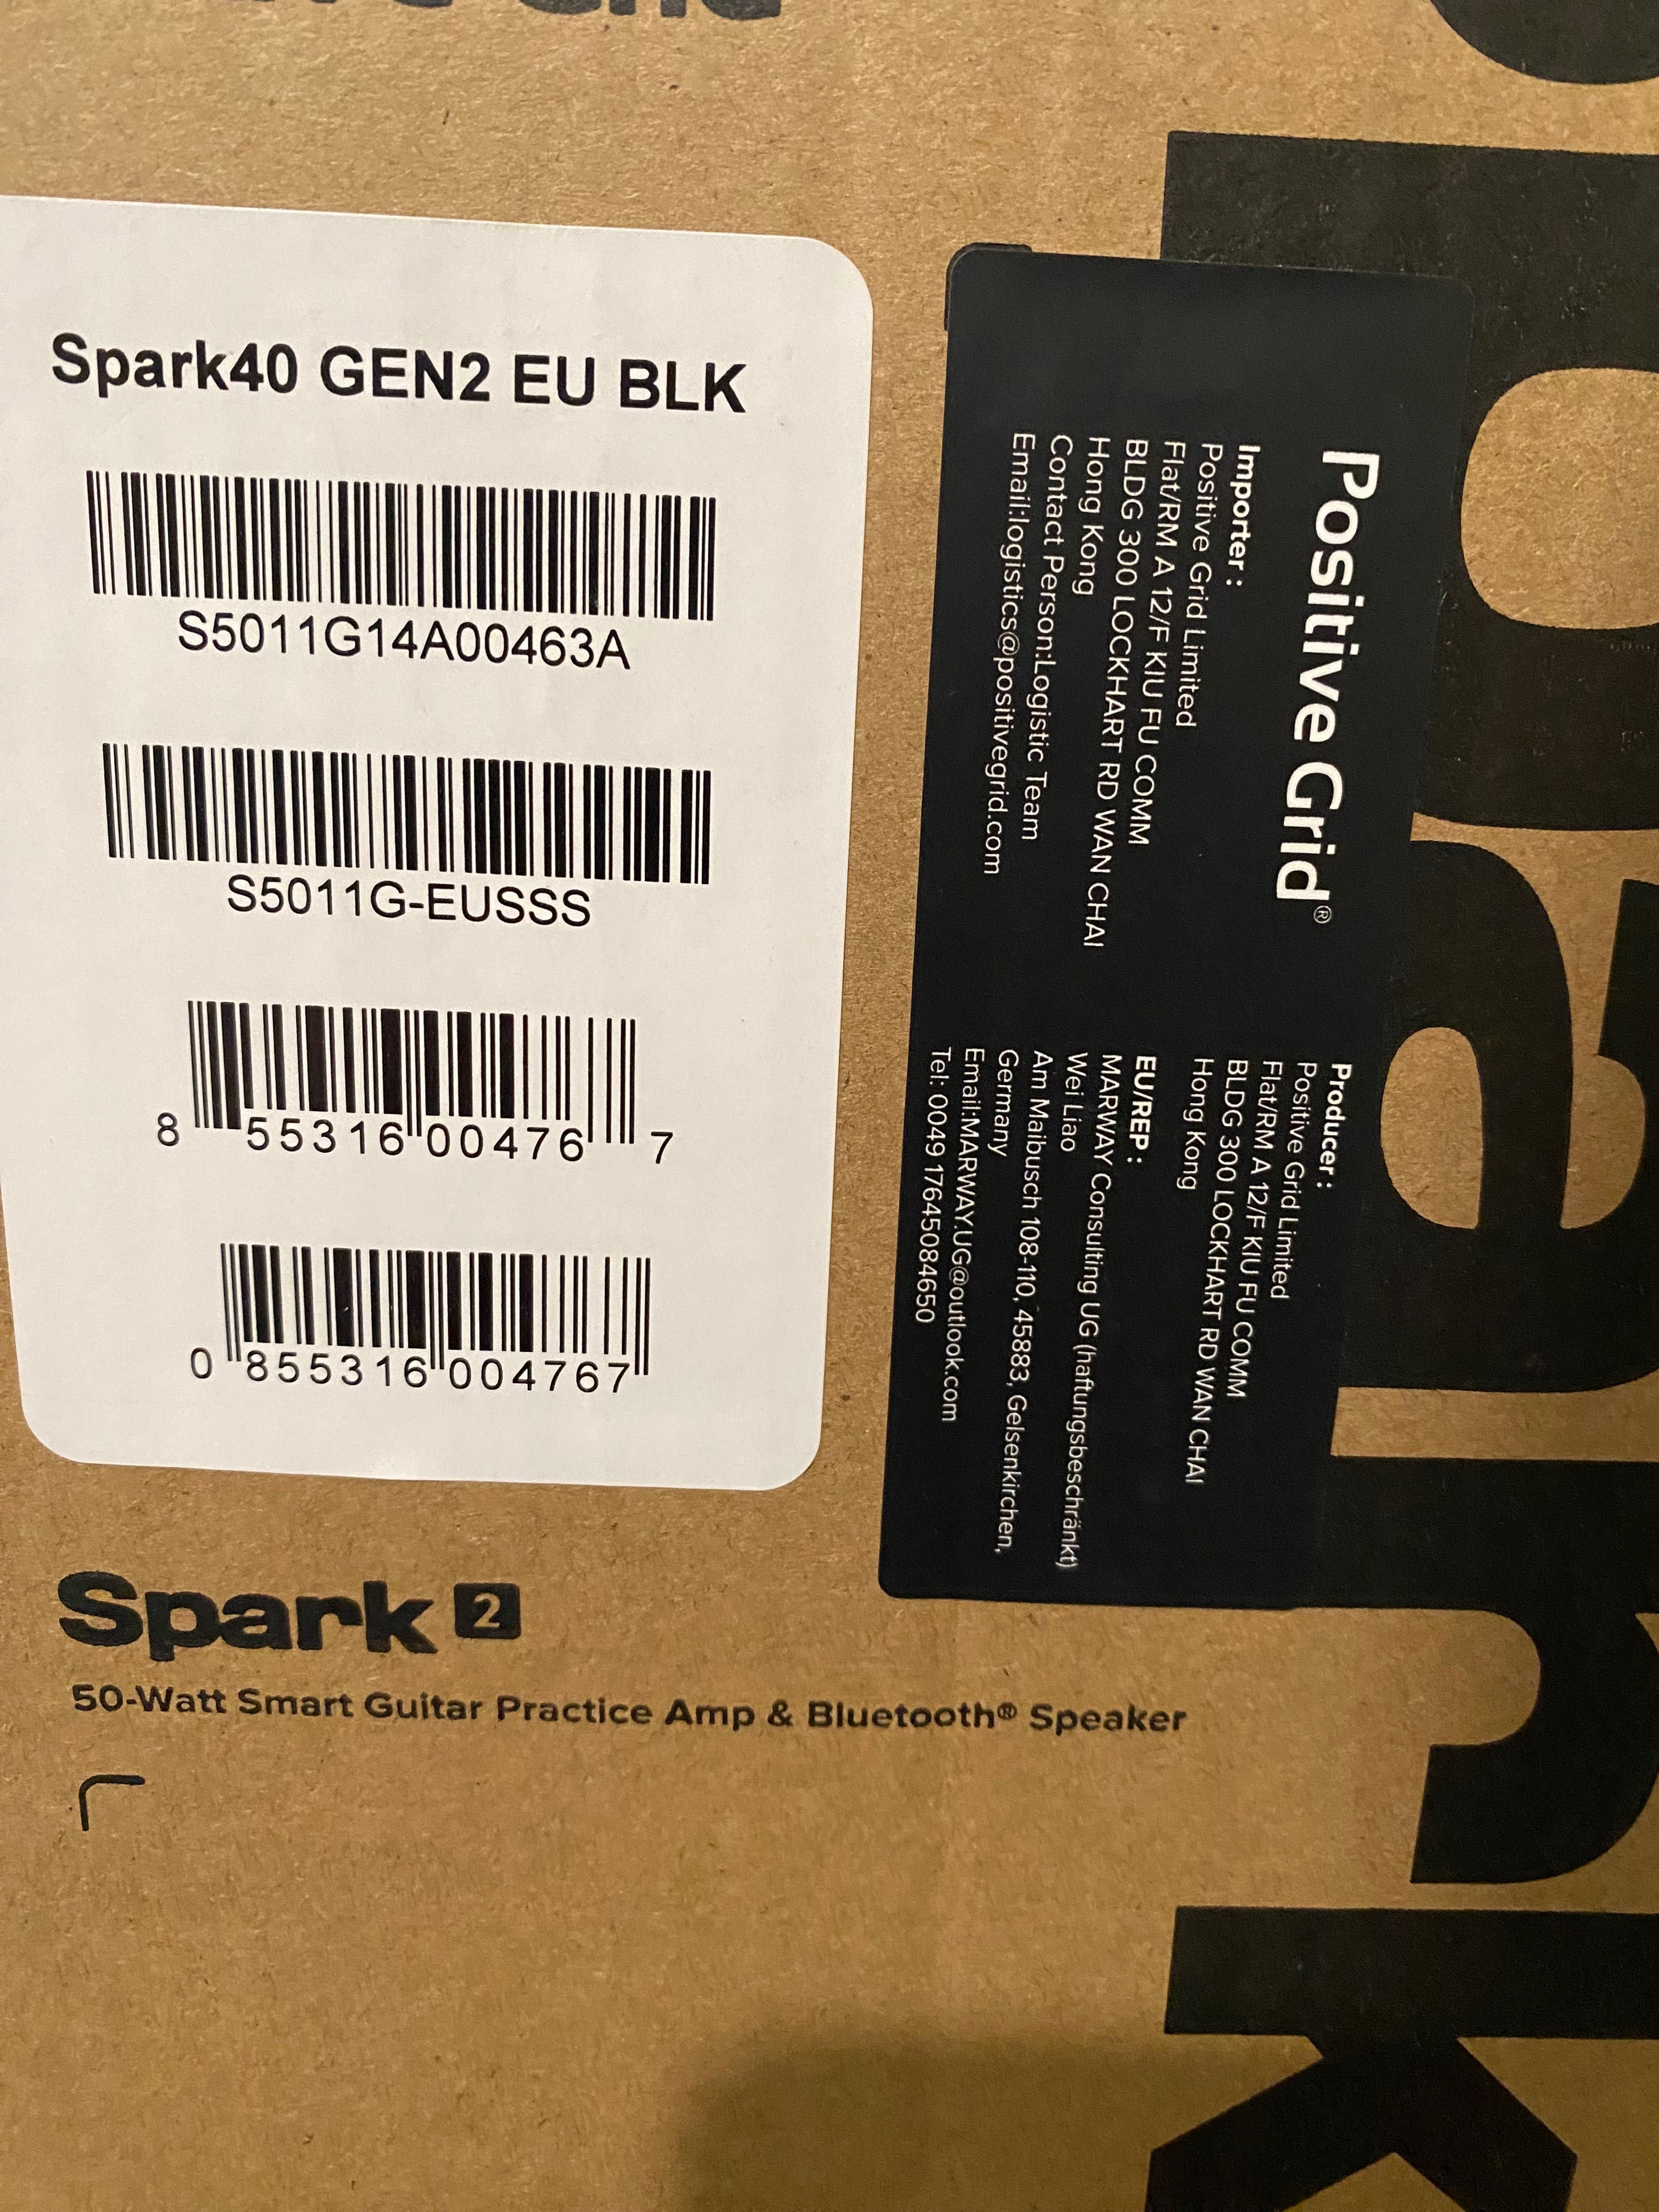 Spark40 GEN2 EU BLK
S5011G14A00463A
S5011G-EUSSS
8 55316 00476 7
0 855316 004767
Positive Grid®
Importer :
Positive Grid Limited
Flat/RM A 12/F KIU FU COMM
BLDG 300 LOCKHART RD WAN CHAI
Hong Kong
Contact Person:Logistic Team
Email:logistics@positivegrid.com
Producer :
Positive Grid Limited
Flat/RM A 12/F KIU FU COMM
BLDG 300 LOCKHART RD WAN CHAI
Hong Kong
EU/REP :
MARWAY Consulting UG (haftungsbeschränkt)
Wei Liao
Am Maibusch 108-110, 45883, Gelsenkirchen,
Germany
Email:MARWAY.UG@outlook.com
Tel: 0049 17645084650
Spark 2
50-Watt Smart Guitar Practice Amp & Bluetooth® Speaker
park